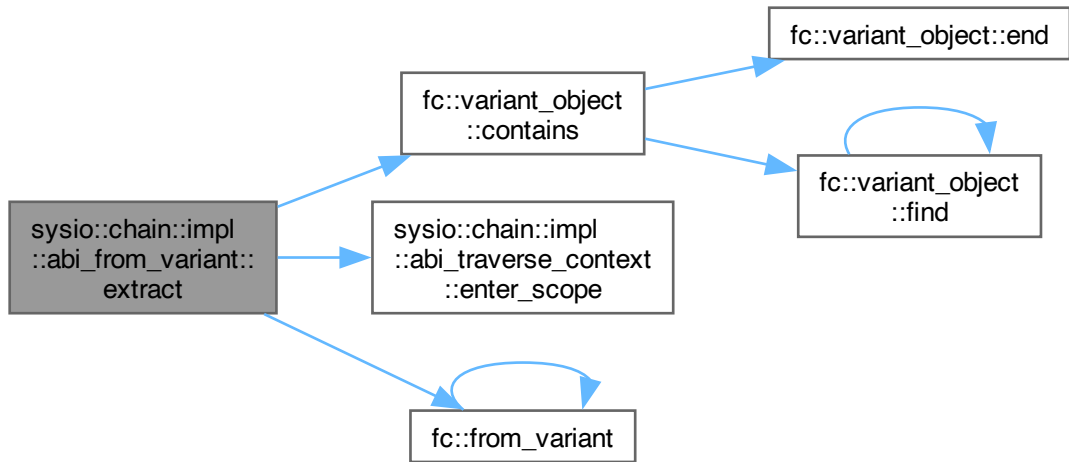 fc::variant_object::end
fc::variant_object
::contains
fc::variant_object
::find
sysio::chain::impl
::abi_from_variant::
extract
sysio::chain::impl
::abi_traverse_context
::enter_scope
fc::from_variant